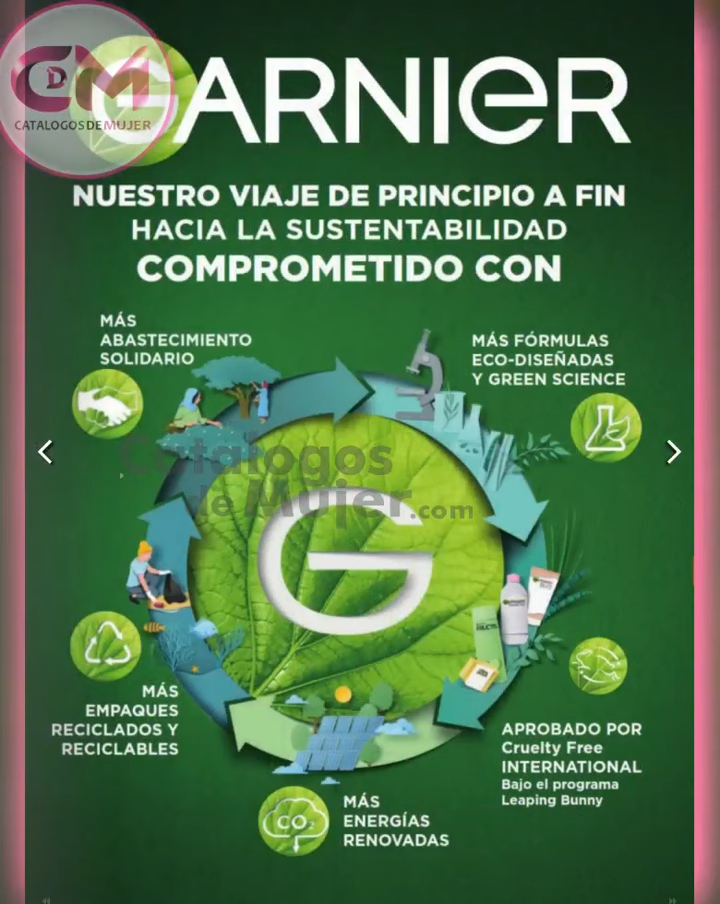 CDM
CATALOGOS DE MUJER
GARNIER
NUESTRO VIAJE DE PRINCIPIO A FIN
HACIA LA SUSTENTABILIDAD
COMPROMETIDO CON
MÁS
ABASTECIMIENTO
SOLIDARIO
MÁS FÓRMULAS
ECO-DISEÑADAS
Y GREEN SCIENCE
Catalogos
de Mujer.com
G
MÁS
EMPAQUES
RECICLADOS Y
RECICLABLES
APROBADO POR
Cruelty Free
INTERNATIONAL
Bajo el programa
Leaping Bunny
CO2
MÁS
ENERGÍAS
RENOVADAS